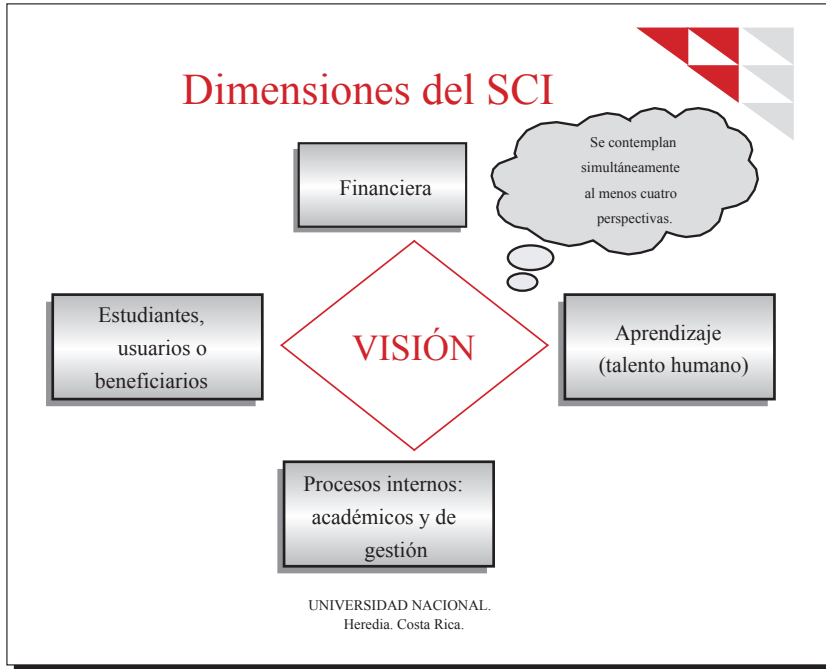 Dimensiones del SCI
Se contemplan
simultáneamente
al menos cuatro
perspectivas.
Financiera
Estudiantes,
usuarios o
beneficiarios
VISIÓN
Aprendizaje
(talento humano)
Procesos internos:
académicos y de
gestión
UNIVERSIDAD NACIONAL.
Heredia. Costa Rica.